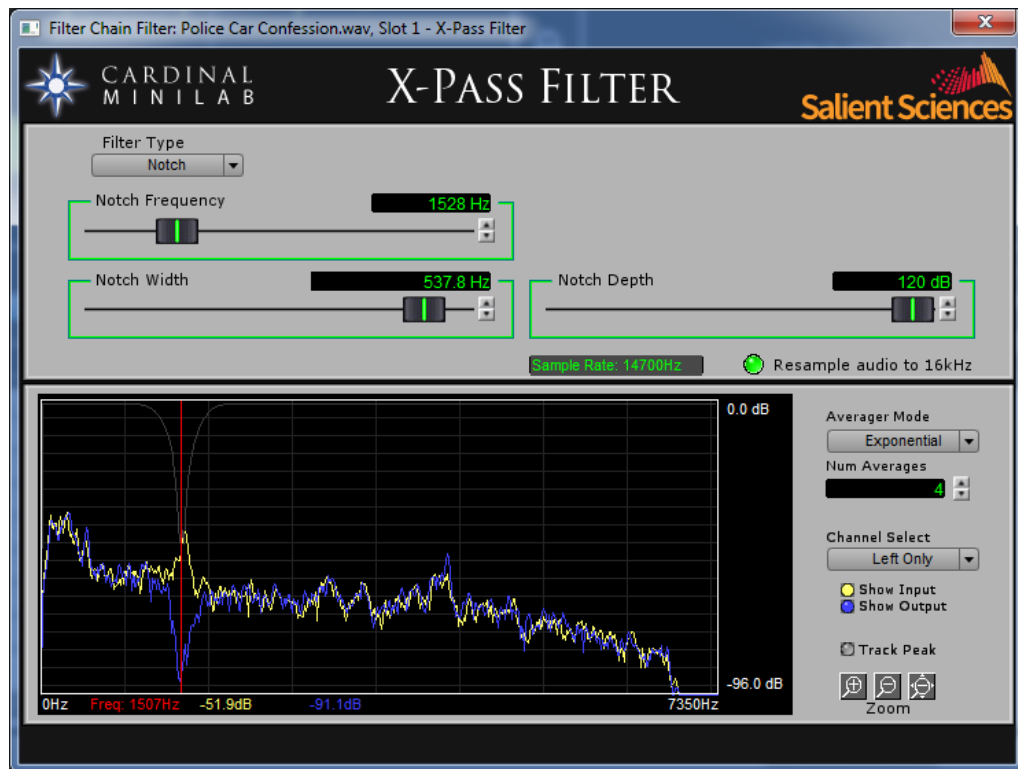 Filter Chain Filter: Police Car Confession.wav, Slot 1 - X-Pass Filter
CARDINAL
MINILAB
X-PASS FILTER
Salient Sciences
Filter Type
Notch
Notch Frequency
1528 Hz
Notch Width
537.8 Hz
Notch Depth
120 dB
Sample Rate: 14700Hz
Resample audio to 16kHz
0.0 dB
-96.0 dB
0Hz
Freq: 1507Hz
-51.9dB
-91.1dB
7350Hz
Averager Mode
Exponential
Num Averages
4
Channel Select
Left Only
Show Input
Show Output
Track Peak
Zoom